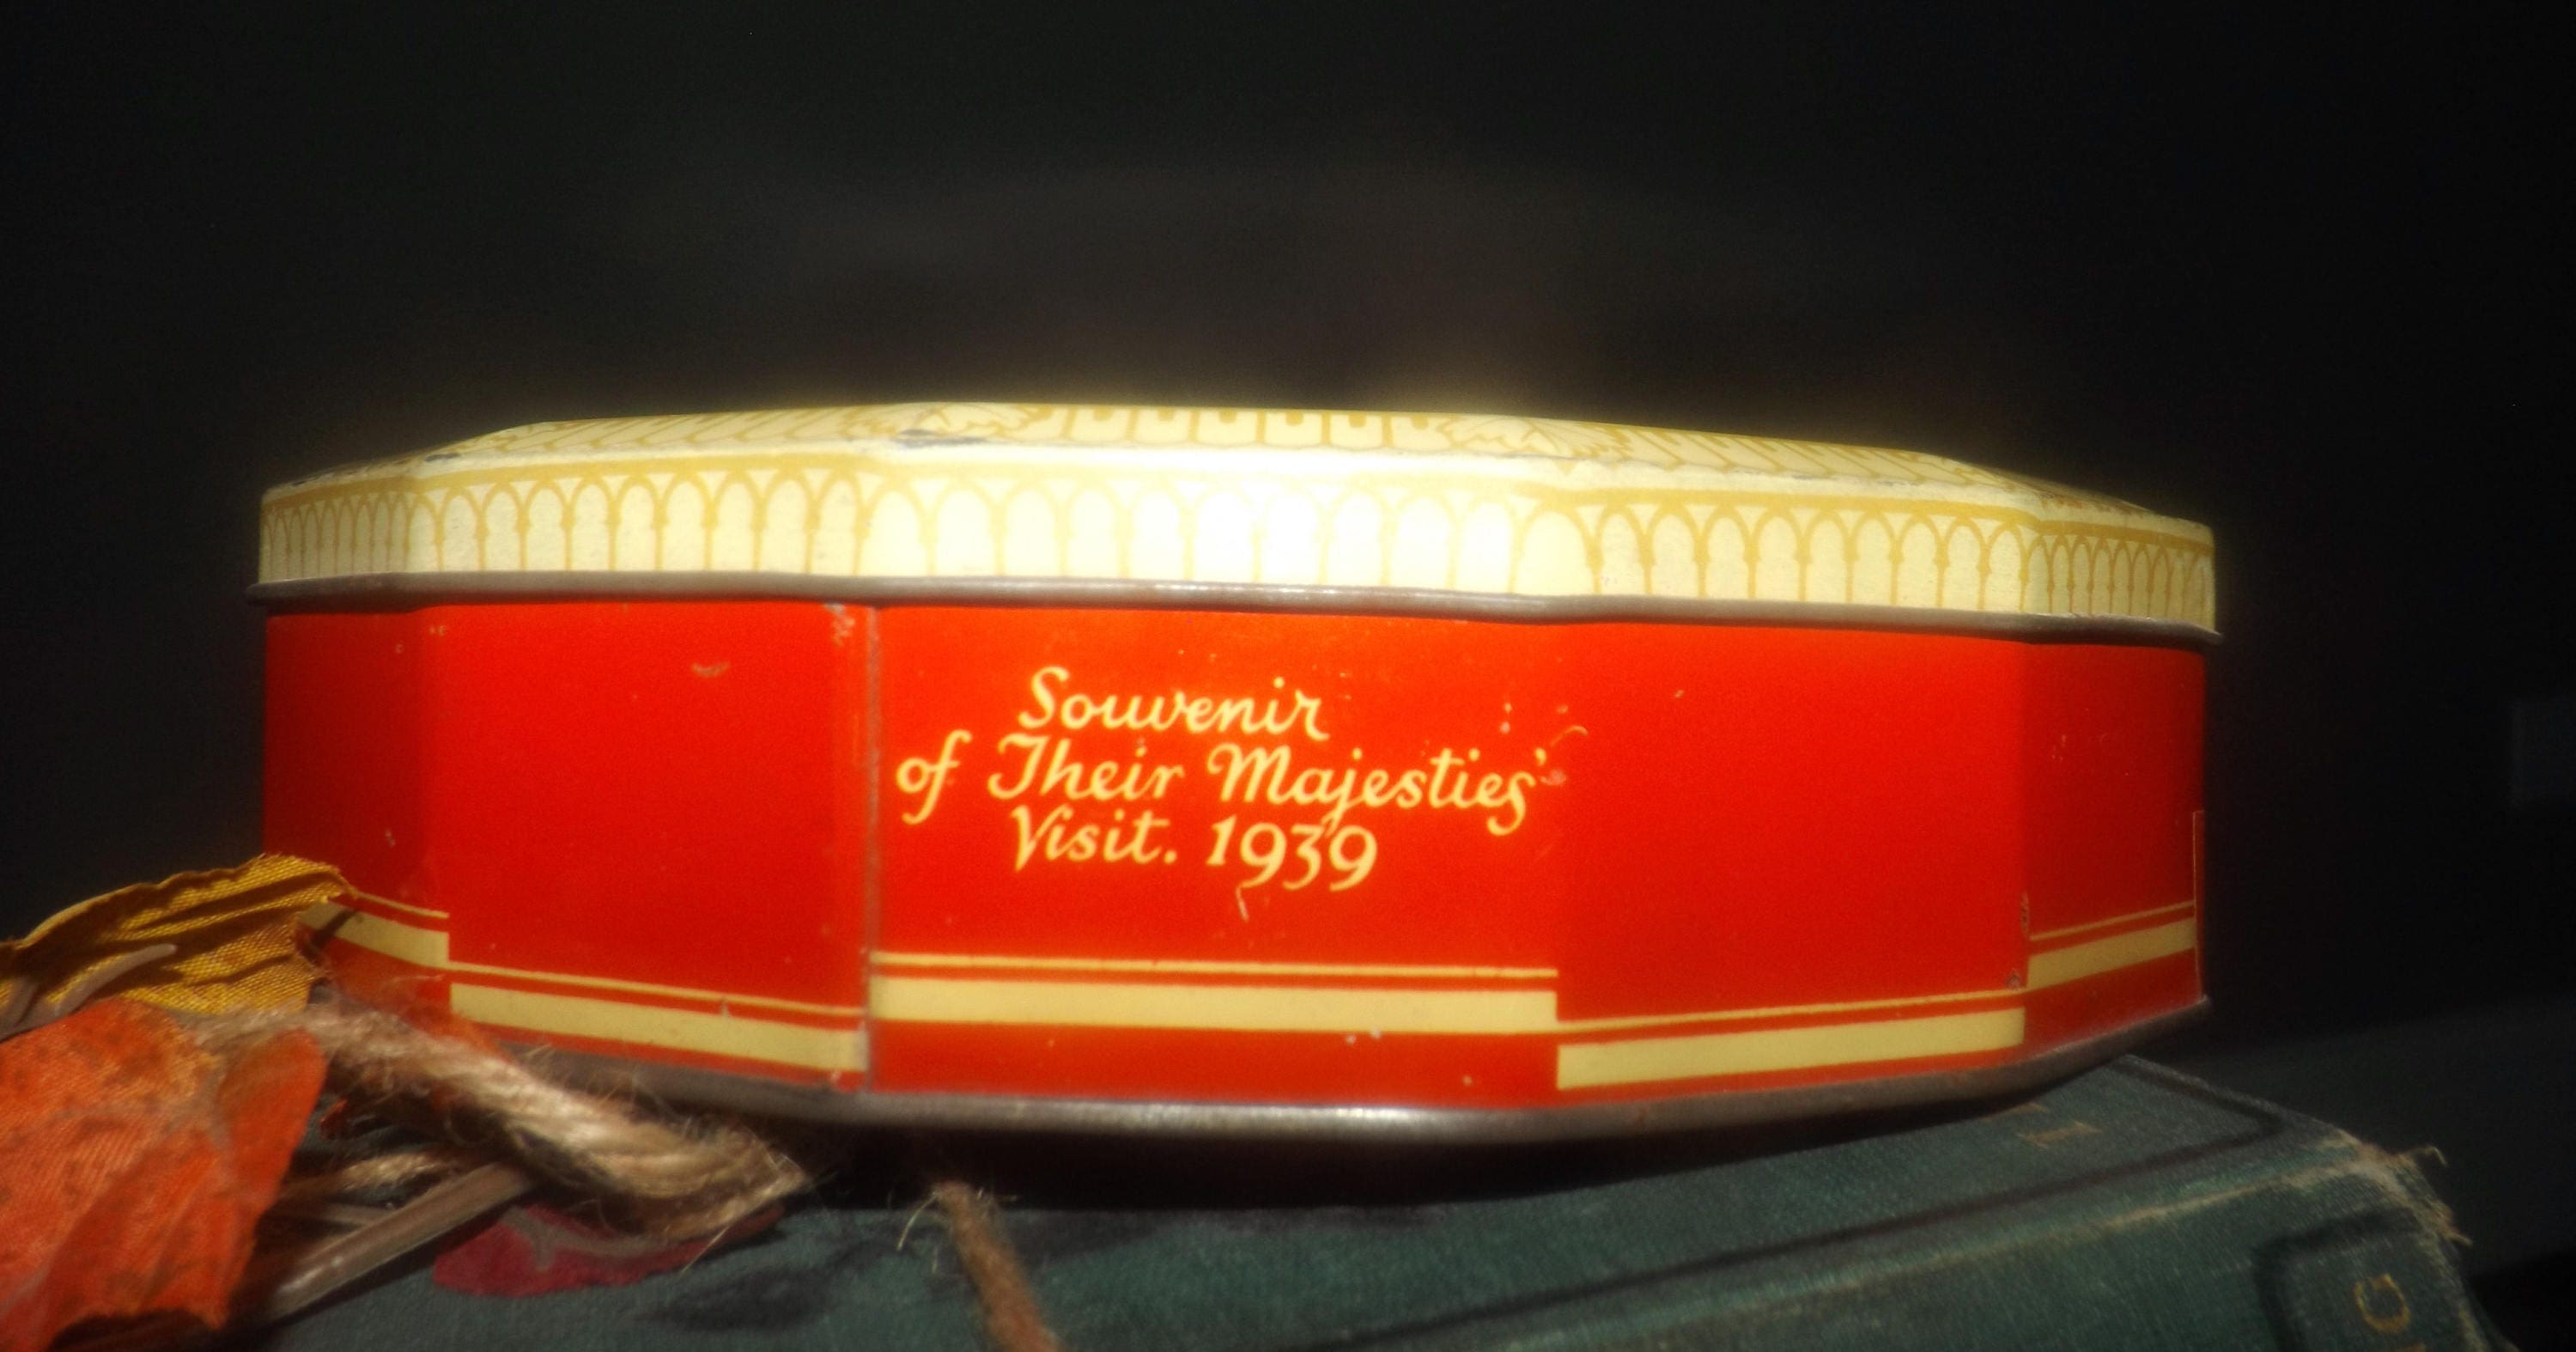 Souvenir
of Their Majesties'
Visit. 1939